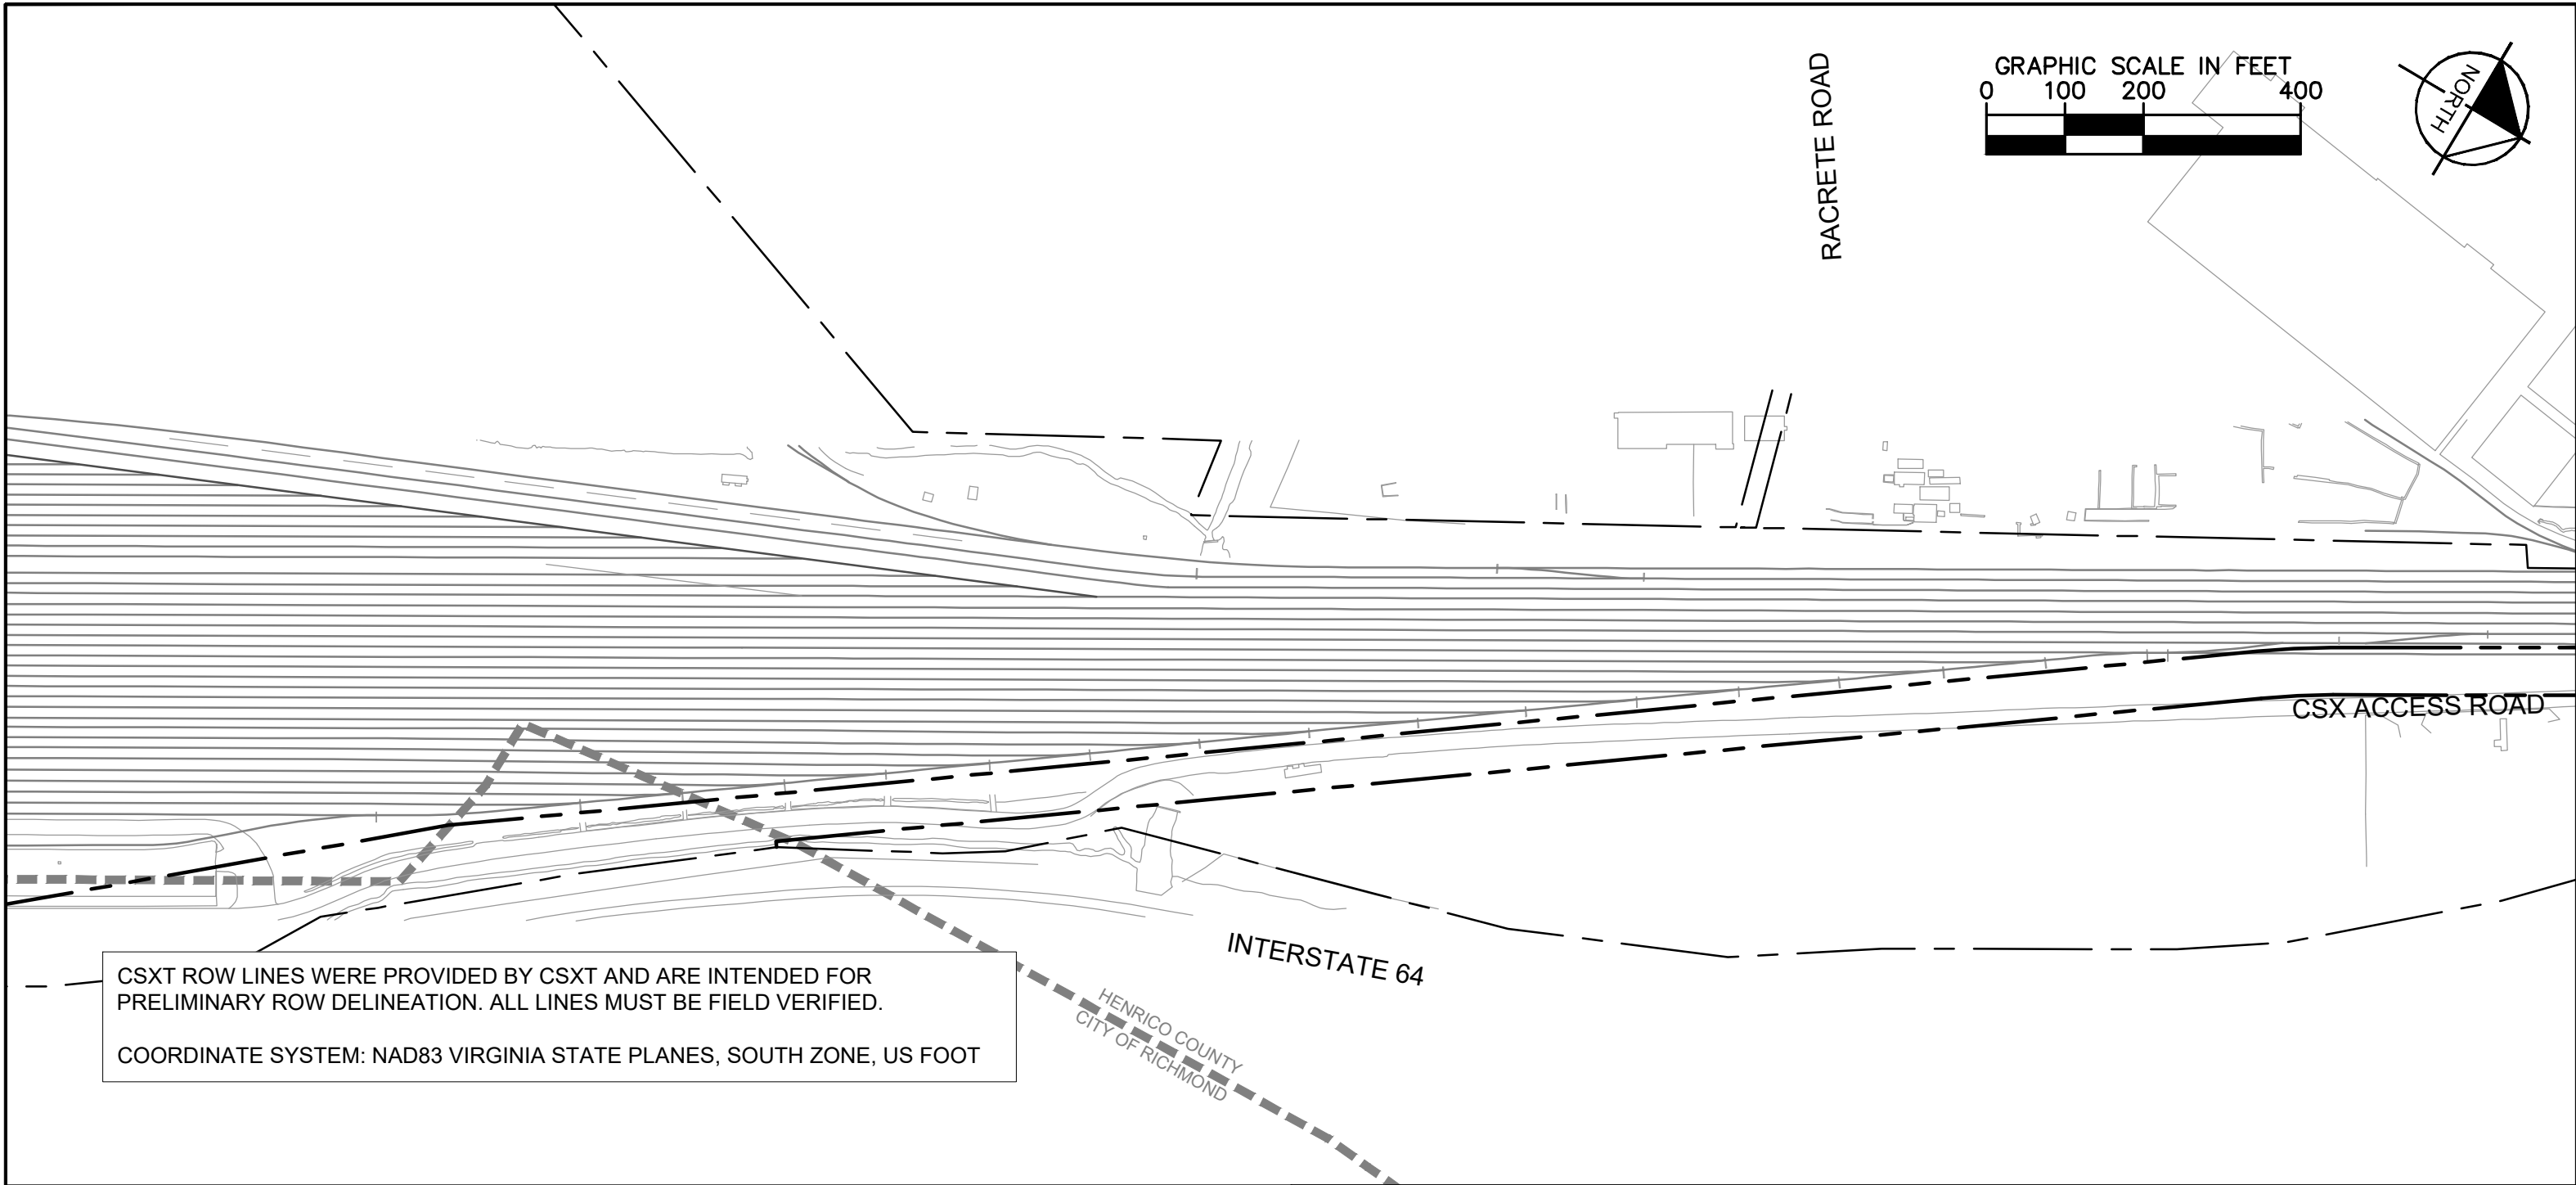 GRAPHIC SCALE IN FEET
0 100 200 400
NORTH
RACRETE ROAD
CSX ACCESS ROAD
INTERSTATE 64
CSXT ROW LINES WERE PROVIDED BY CSXT AND ARE INTENDED FOR
PRELIMINARY ROW DELINEATION. ALL LINES MUST BE FIELD VERIFIED.
COORDINATE SYSTEM: NAD83 VIRGINIA STATE PLANES, SOUTH ZONE, US FOOT
HENRICO COUNTY
CITY OF RICHMOND